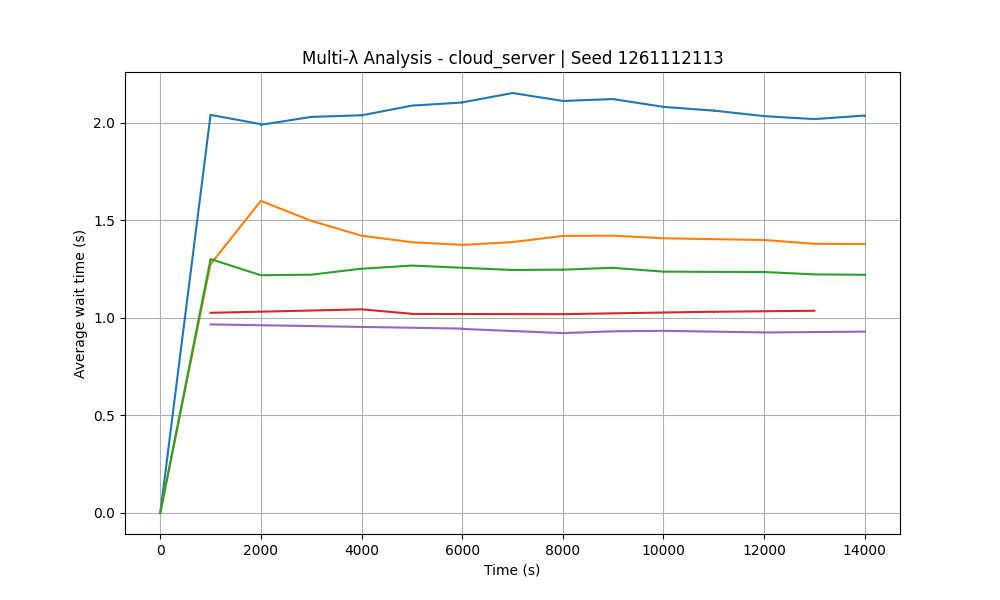 Multi-λ Analysis - cloud_server | Seed 1261112113
Average wait time (s)
2.0
1.5
1.0
0.5
0.0
0 2000 4000 6000 8000 10000 12000 14000
Time (s)